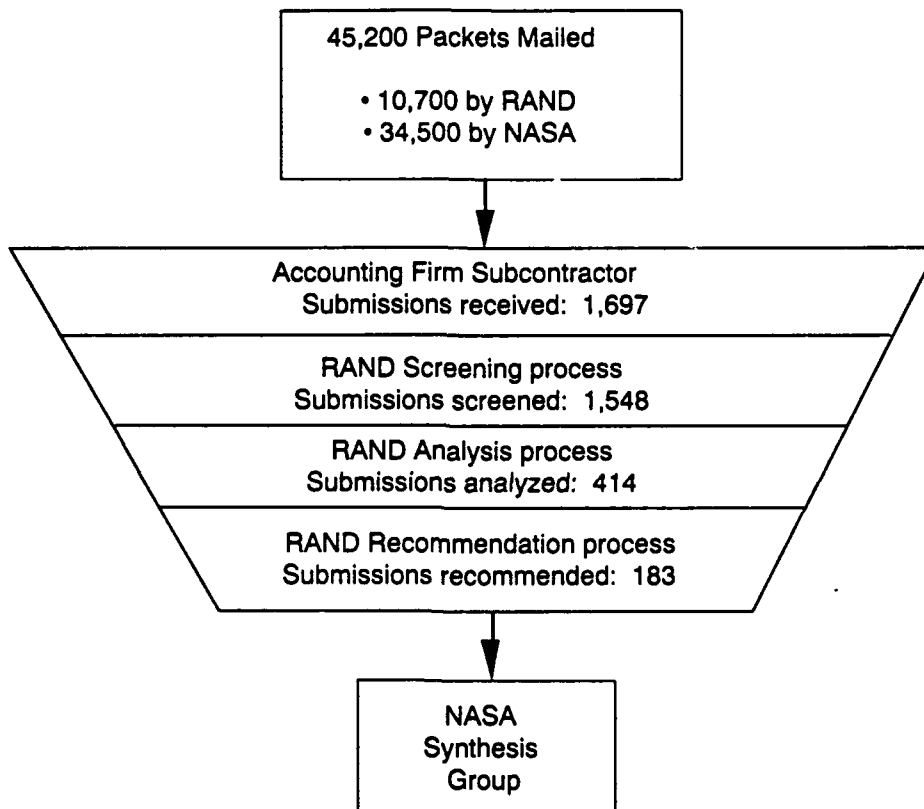 45,200 Packets Mailed
• 10,700 by RAND
• 34,500 by NASA
Accounting Firm Subcontractor
Submissions received: 1,697
RAND Screening process
Submissions screened: 1,548
RAND Analysis process
Submissions analyzed: 414
RAND Recommendation process
Submissions recommended: 183
NASA
Synthesis
Group